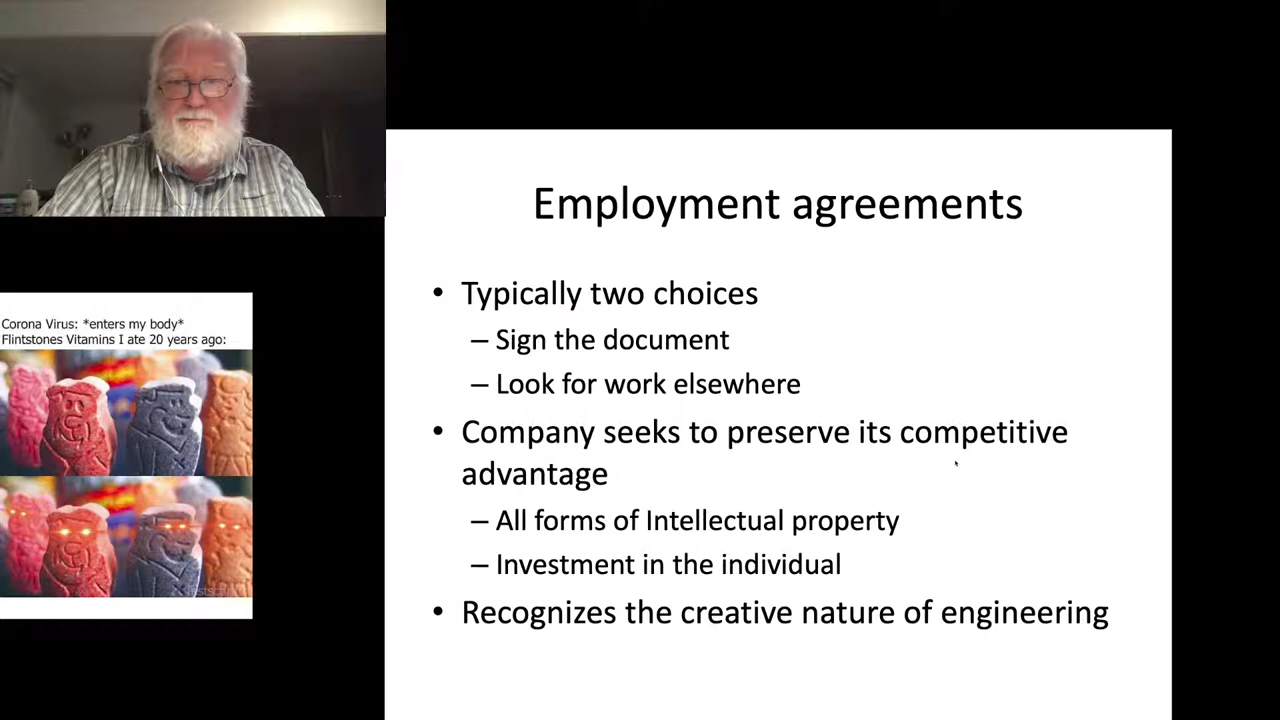 Employment agreements
• Typically two choices
– Sign the document
– Look for work elsewhere
• Company seeks to preserve its competitive
advantage
– All forms of Intellectual property
– Investment in the individual
• Recognizes the creative nature of engineering
Corona Virus: *enters my body*
Flintstones Vitamins I ate 20 years ago: